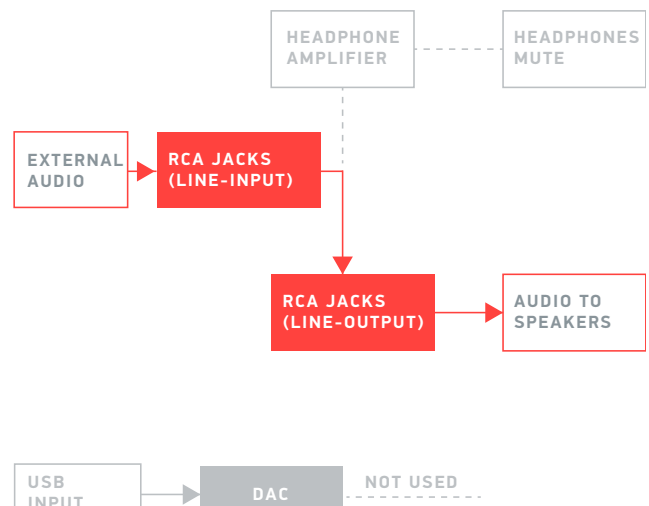 HEADPHONE
AMPLIFIER
HEADPHONES
MUTE
EXTERNAL
AUDIO
RCA JACKS
(LINE-INPUT)
RCA JACKS
(LINE-OUTPUT)
AUDIO TO
SPEAKERS
USB
INPUT
DAC
NOT USED